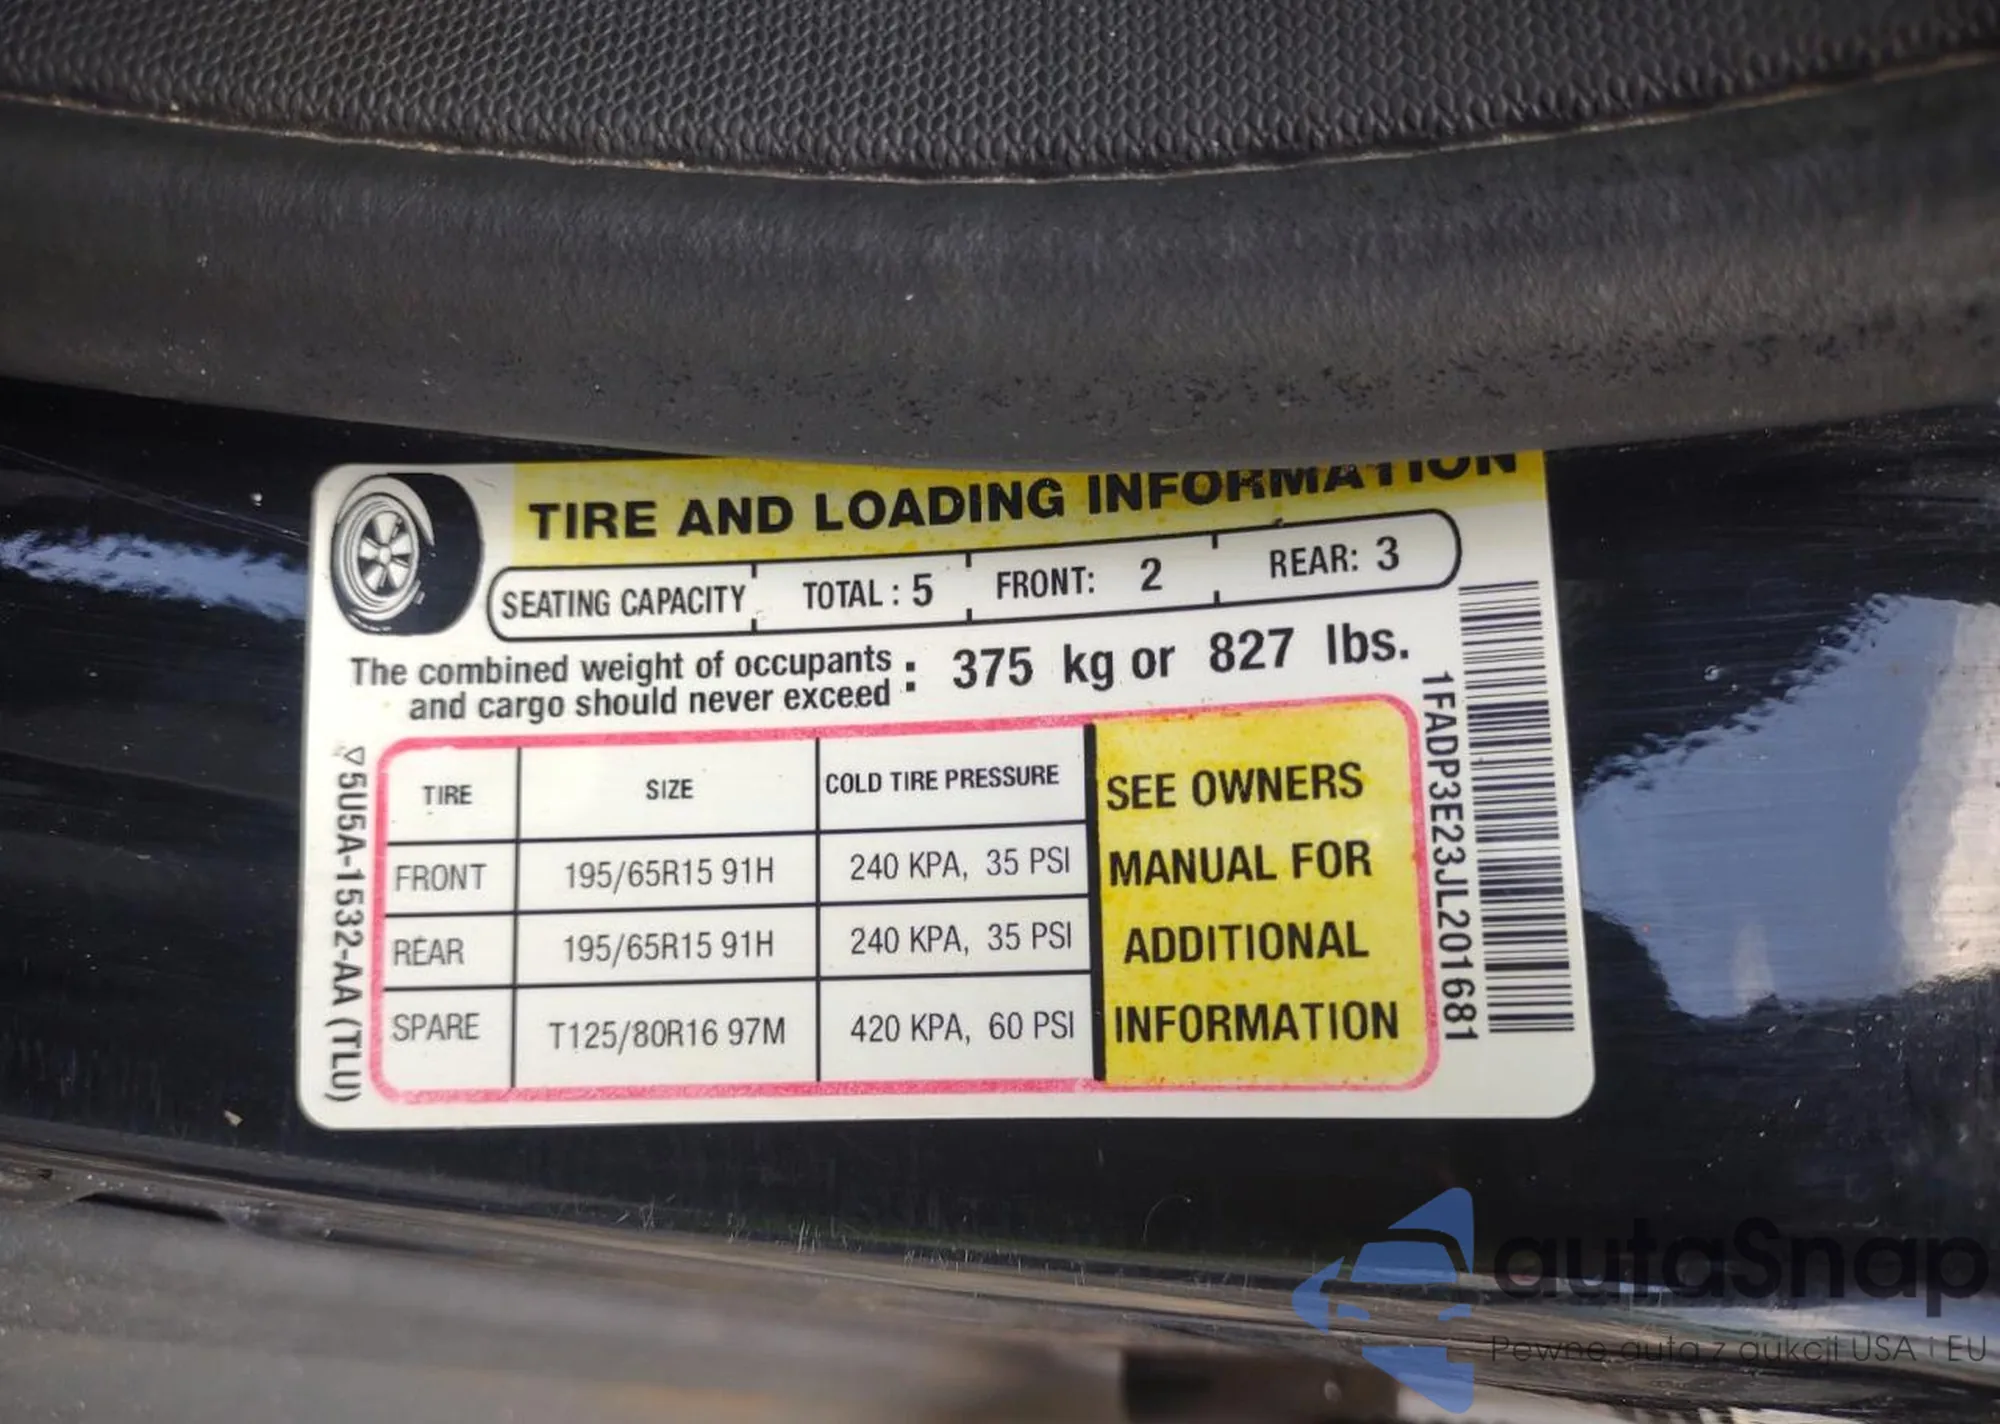 TIRE AND LOADING INFORMATION
SEATING CAPACITY TOTAL : 5 FRONT: 2 REAR: 3
The combined weight of occupants
and cargo should never exceed : 375 kg or 827 lbs.
5U5A-1532-AA (TLU)
TIRE SIZE COLD TIRE PRESSURE
FRONT 195/65R15 91H 240 KPA, 35 PSI
REAR 195/65R15 91H 240 KPA, 35 PSI
SPARE T125/80R16 97M 420 KPA, 60 PSI
SEE OWNERS
MANUAL FOR
ADDITIONAL
INFORMATION
1FADP3E23JL201681
autaSnap
Pewne auta z aukcji USA i EU